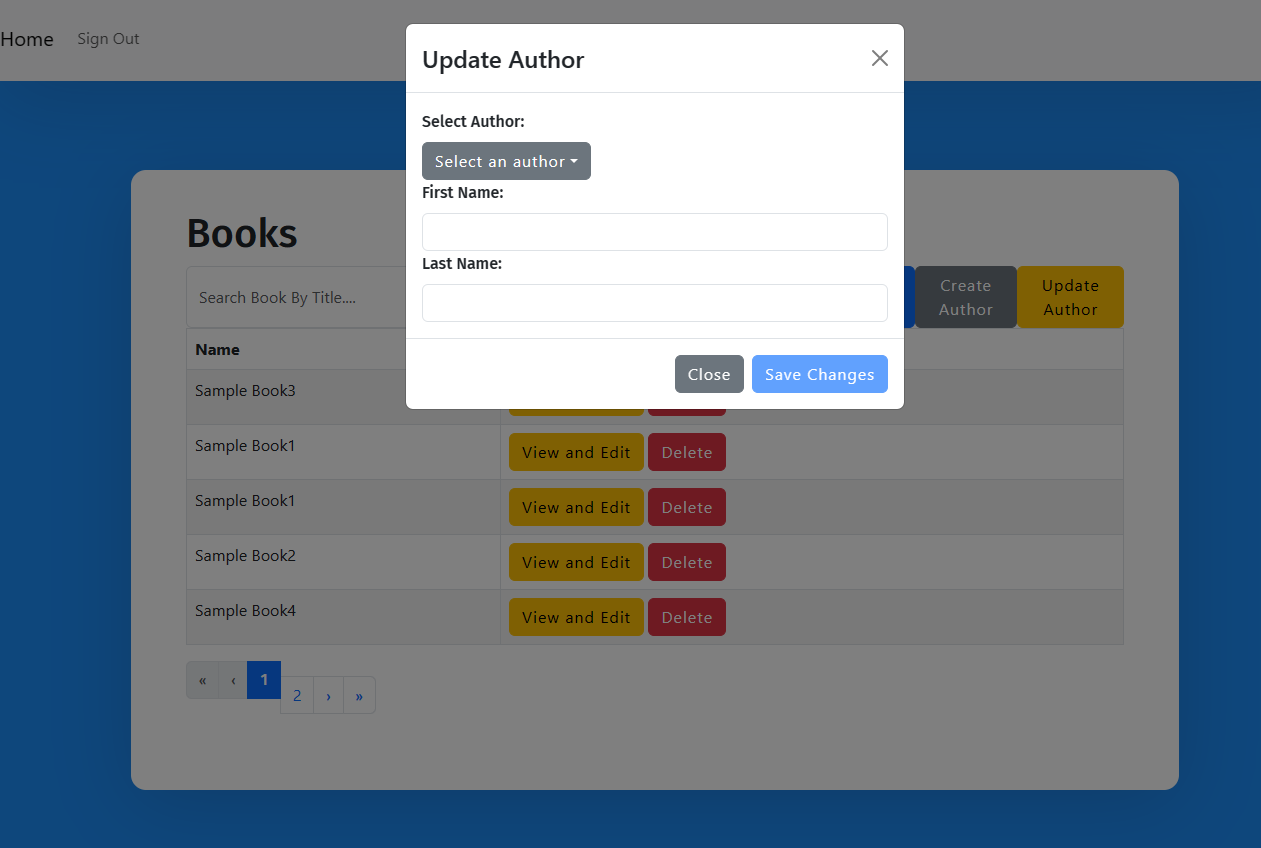 Home Sign Out
Update Author
Select Author:
Select an author
First Name:
Last Name:
Close Save Changes
Books
Search Book By Title....
Create Author
Update Author
Name
Sample Book3
Sample Book1 View and Edit Delete
Sample Book1 View and Edit Delete
Sample Book2 View and Edit Delete
Sample Book4 View and Edit Delete
« ‹ 1 2 › »